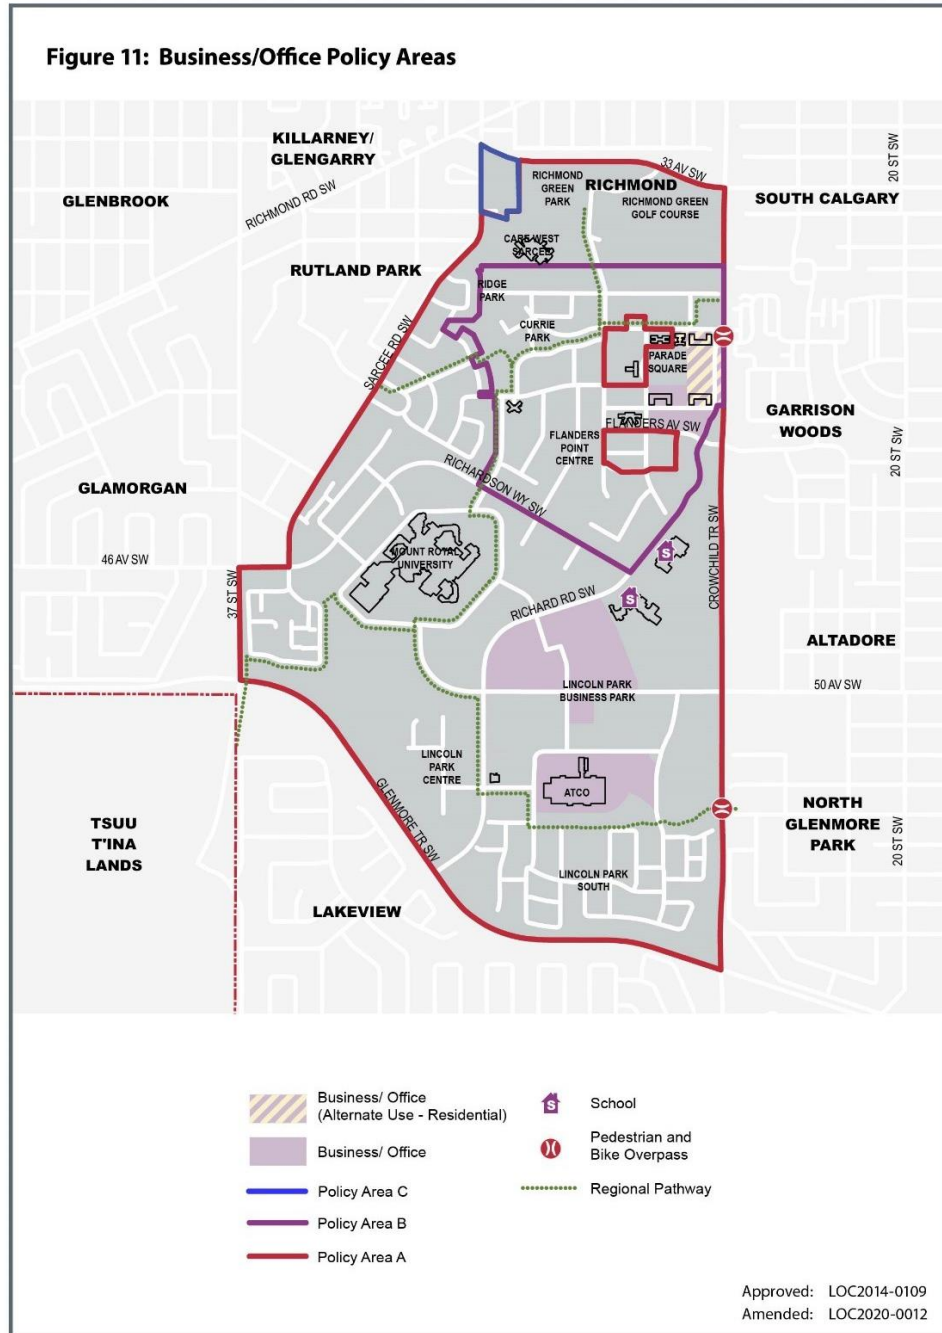 Figure 11: Business/Office Policy Areas
KILLARNEY/
GLENGARRY
GLENBROOK
RICHMOND RD SW
33 AV SW
20 ST SW
RICHMOND
GREEN
PARK
RICHMOND
RICHMOND GREEN
GOLF COURSE
SOUTH CALGARY
CARE WEST
SARCEE
RUTLAND PARK
RIDGE
PARK
CURRIE
PARK
SARCEE RD SW
PARADE
SQUARE
GARRISON
WOODS
FLANDERS AV SW
FLANDERS
POINT
CENTRE
20 ST SW
GLAMORGAN
RICHARDSON WY SW
46 AV SW
MOUNT ROYAL
UNIVERSITY
CROWCHILD TR SW
S
37 ST SW
RICHARD RD SW
S
ALTADORE
LINCOLN PARK
BUSINESS PARK
50 AV SW
LINCOLN
PARK
CENTRE
ATCO
GLENMORE TR SW
TSUU
T'INA
LANDS
NORTH
GLENMORE
PARK
20 ST SW
LINCOLN PARK
SOUTH
LAKEVIEW
Business/ Office
(Alternate Use - Residential)
Business/ Office
Policy Area C
Policy Area B
Policy Area A
S
School
Pedestrian and
Bike Overpass
Regional Pathway
Approved: LOC2014-0109
Amended: LOC2020-0012